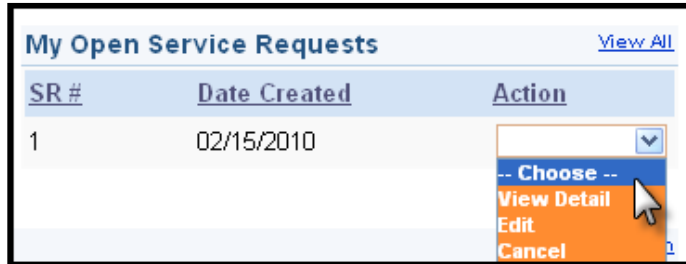 My Open Service Requests View All
SR # Date Created Action
1 02/15/2010
-- Choose --
View Detail
Edit
Cancel